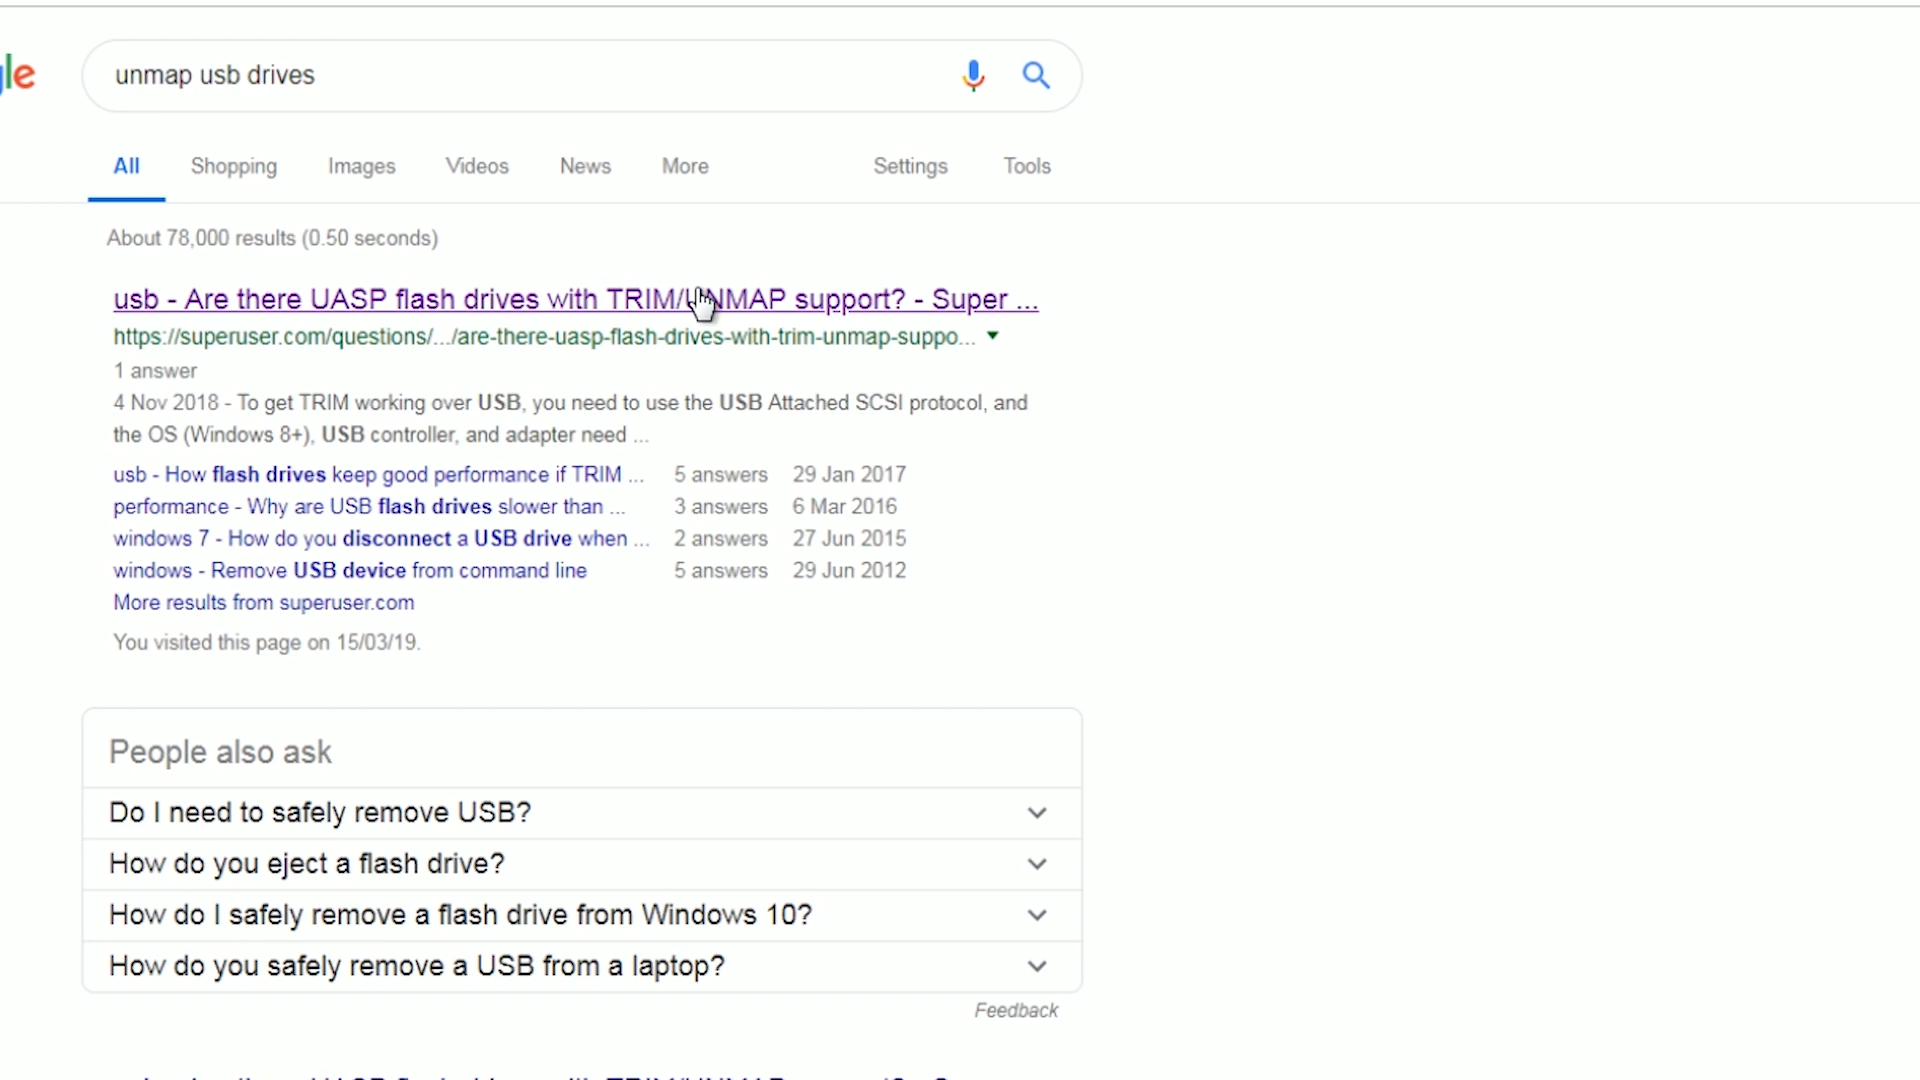 le
unmap usb drives
All Shopping Images Videos News More Settings Tools
About 78,000 results (0.50 seconds)
usb - Are there UASP flash drives with TRIM/UNMAP support? - Super ...
https://superuser.com/questions/.../are-there-uasp-flash-drives-with-trim-unmap-suppo...
1 answer
4 Nov 2018 - To get TRIM working over USB, you need to use the USB Attached SCSI protocol, and
the OS (Windows 8+), USB controller, and adapter need ...
usb - How flash drives keep good performance if TRIM ... 5 answers 29 Jan 2017
performance - Why are USB flash drives slower than ... 3 answers 6 Mar 2016
windows 7 - How do you disconnect a USB drive when ... 2 answers 27 Jun 2015
windows - Remove USB device from command line 5 answers 29 Jun 2012
More results from superuser.com
You visited this page on 15/03/19.
People also ask
Do I need to safely remove USB?
How do you eject a flash drive?
How do I safely remove a flash drive from Windows 10?
How do you safely remove a USB from a laptop?
Feedback